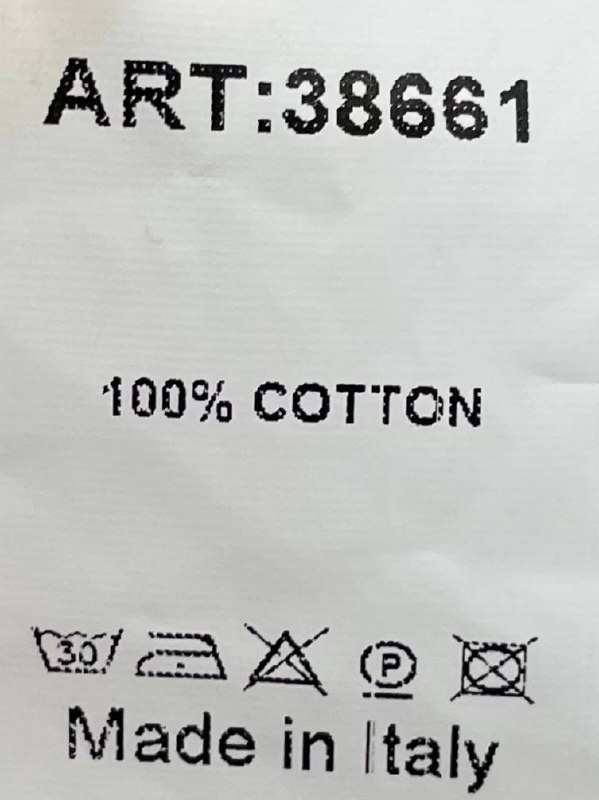 ART:38661
100% COTTON
30 P
Made in Italy